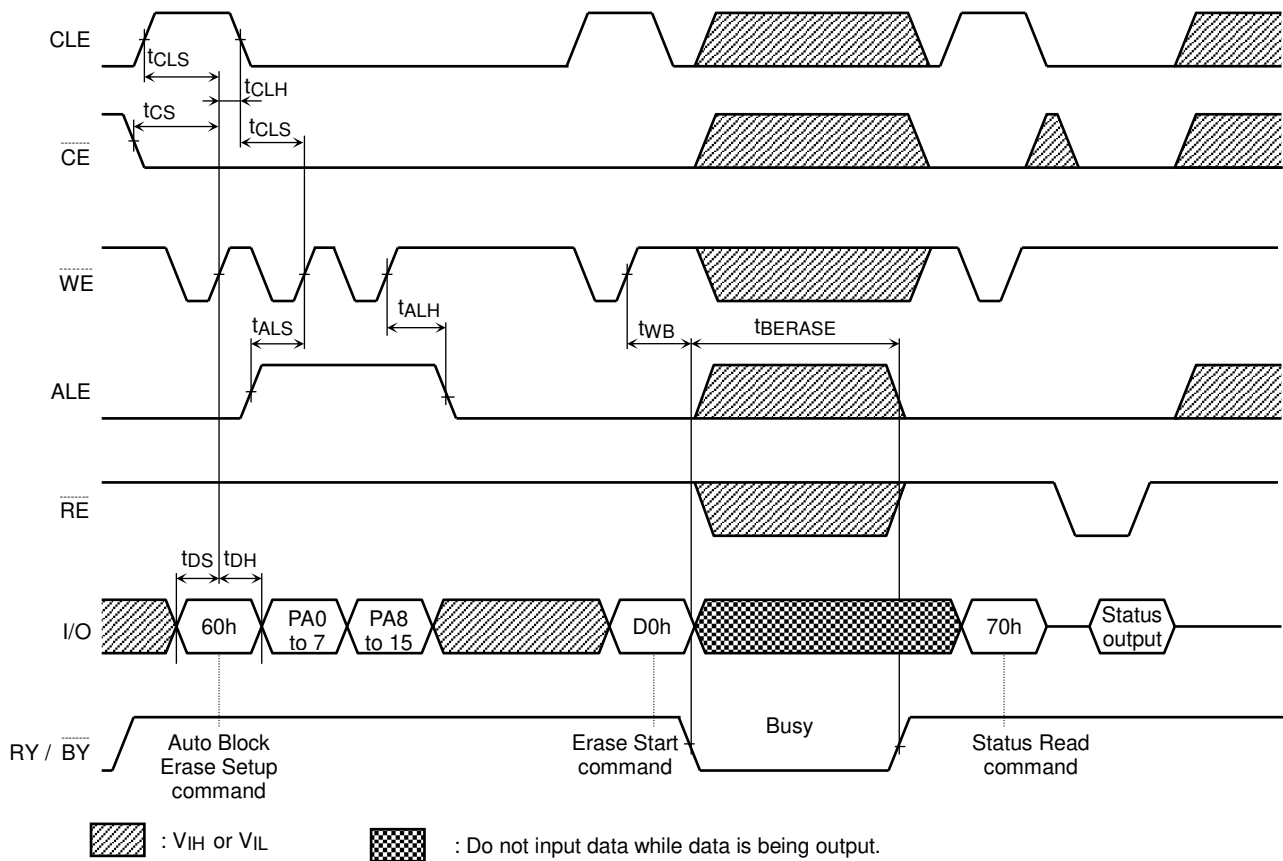 CLE
tCLS
tCLH
tCS
tCLS
CE
WE
tALS
tALH
tWB
tBERASE
ALE
RE
tDS
tDH
I/O
60h
PA0
to 7
PA8
to 15
D0h
70h
Status
output
RY / BY
Auto Block
Erase Setup
command
Erase Start
command
Busy
Status Read
command
: VIH or VIL
: Do not input data while data is being output.